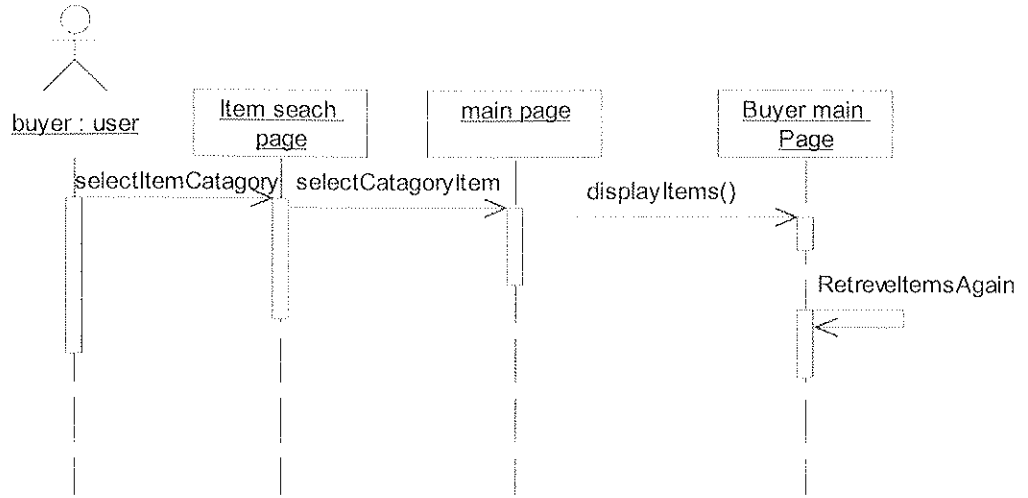 buyer : user
Item seach
page
main page
Buyer main
Page
selectItemCatagory
selectCatagoryItem
displayItems()
RetreveItemsAgain